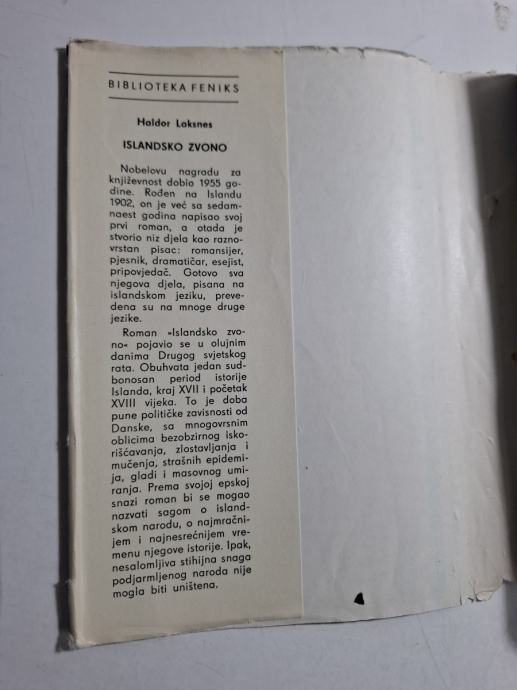 BIBLIOTEKA FENIKS
Haldor Laksnes
ISLANDSKO ZVONO
Nobelovu nagradu za
književnost dobio 1955 go-
dine. Rođen na Islandu
1902, on je već sa sedam-
naest godina napisao svoj
prvi roman, a otada je
stvorio niz djela kao razno-
vrstan pisac: romansijer,
pjesnik, dramatičar, esejist,
pripovjedač. Gotovo sva
njegova djela, pisana na
islandskom jeziku, preve-
dena su na mnoge druge
jezike.
Roman »Islandsko zvo-
no« pojavio se u olujnim
danima Drugog svjetskog
rata. Obuhvata jedan sud-
bonosan period istorije
Islanda, kraj XVII i početak
XVIII vijeka. To je doba
pune političke zavisnosti od
Danske, sa mnogovrsnim
oblicima bezobzirnog isko-
rišćavanja, zlostavljanja i
mučenja, strašnih epidemi-
ja, gladi i masovnog umi-
ranja. Prema svojoj epskoj
snazi roman bi se mogao
nazvati sagom o island-
skom narodu, o najmračni-
jem i najnesrećnijem vre-
menu njegove istorije. Ipak,
nesalomljiva stihijna snaga
podjarmljenog naroda nije
mogla biti uništena.